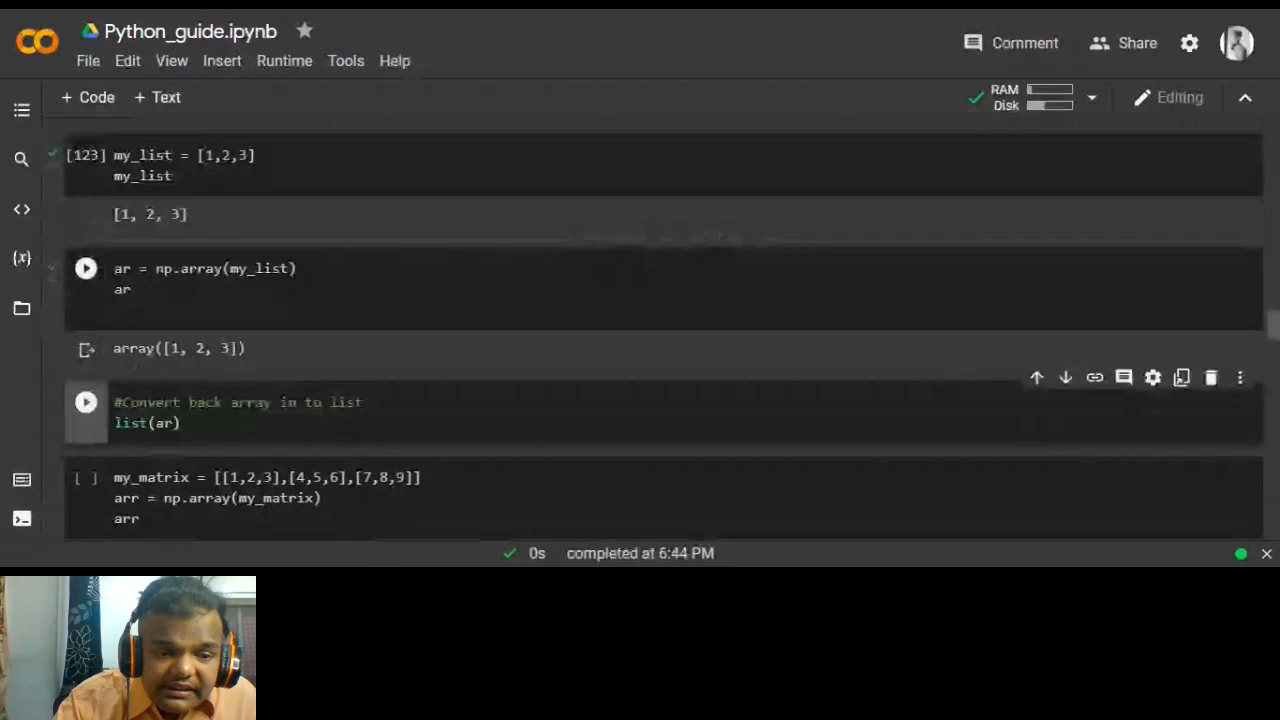 Python_guide.ipynb
File Edit View Insert Runtime Tools Help
Comment
Share
+ Code + Text
RAM
Disk
Editing
[123] my_list = [1,2,3]
my_list
[1, 2, 3]
{x}
ar = np.array(my_list)
ar
array([1, 2, 3])
#Convert back array in to list
list(ar)
[ ] my_matrix = [[1,2,3],[4,5,6],[7,8,9]]
arr = np.array(my_matrix)
arr
0s completed at 6:44 PM